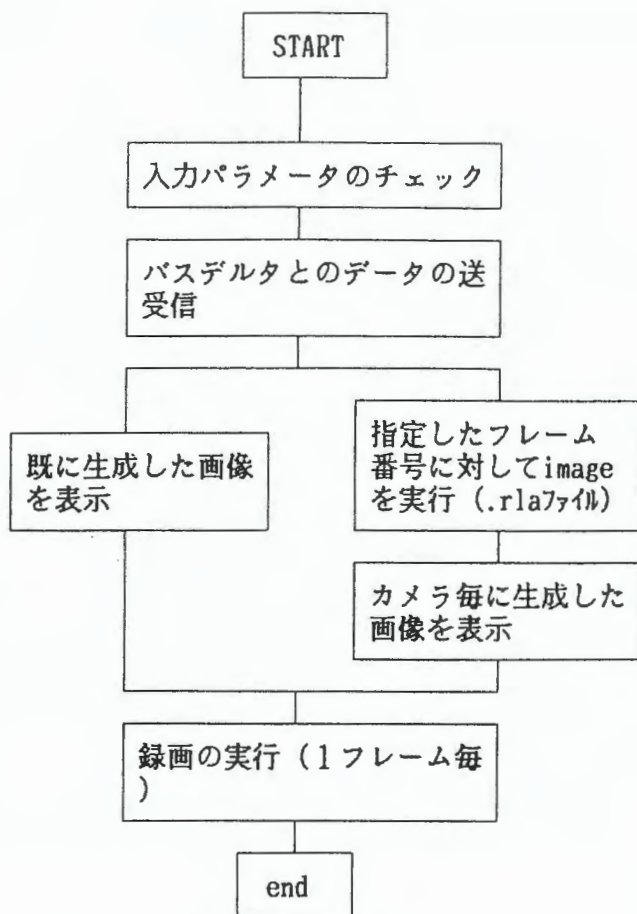 START
入力パラメータのチェック
バスデルタとのデータの送
受信
既に生成した画像
を表示
指定したフレーム
番号に対してimage
を実行(.rlaファイル)
カメラ毎に生成した
画像を表示
録画の実行(1フレーム毎
)
end